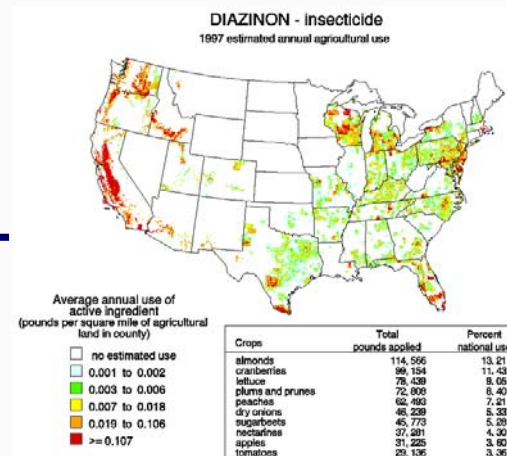 DIAZINON - insecticide
1997 estimated annual agricultural use
Average annual use of
active ingredient
(pounds per square mile of agricultural
land in county)
no estimated use
0.001 to 0.002
0.003 to 0.006
0.007 to 0.018
0.019 to 0.106
>= 0.107
Crops Total pounds applied Percent national use
almonds 114, 566 13. 21
cranberries 99, 154 11. 43
lettuce 78, 439 9. 05
plums and prunes 72, 808 8. 40
peaches 62, 493 7. 21
dry onions 46, 239 5. 33
sugarbeets 45, 773 5. 28
nectarines 37, 281 4. 30
apples 31, 225 3. 60
tomatoes 29, 136 3. 36